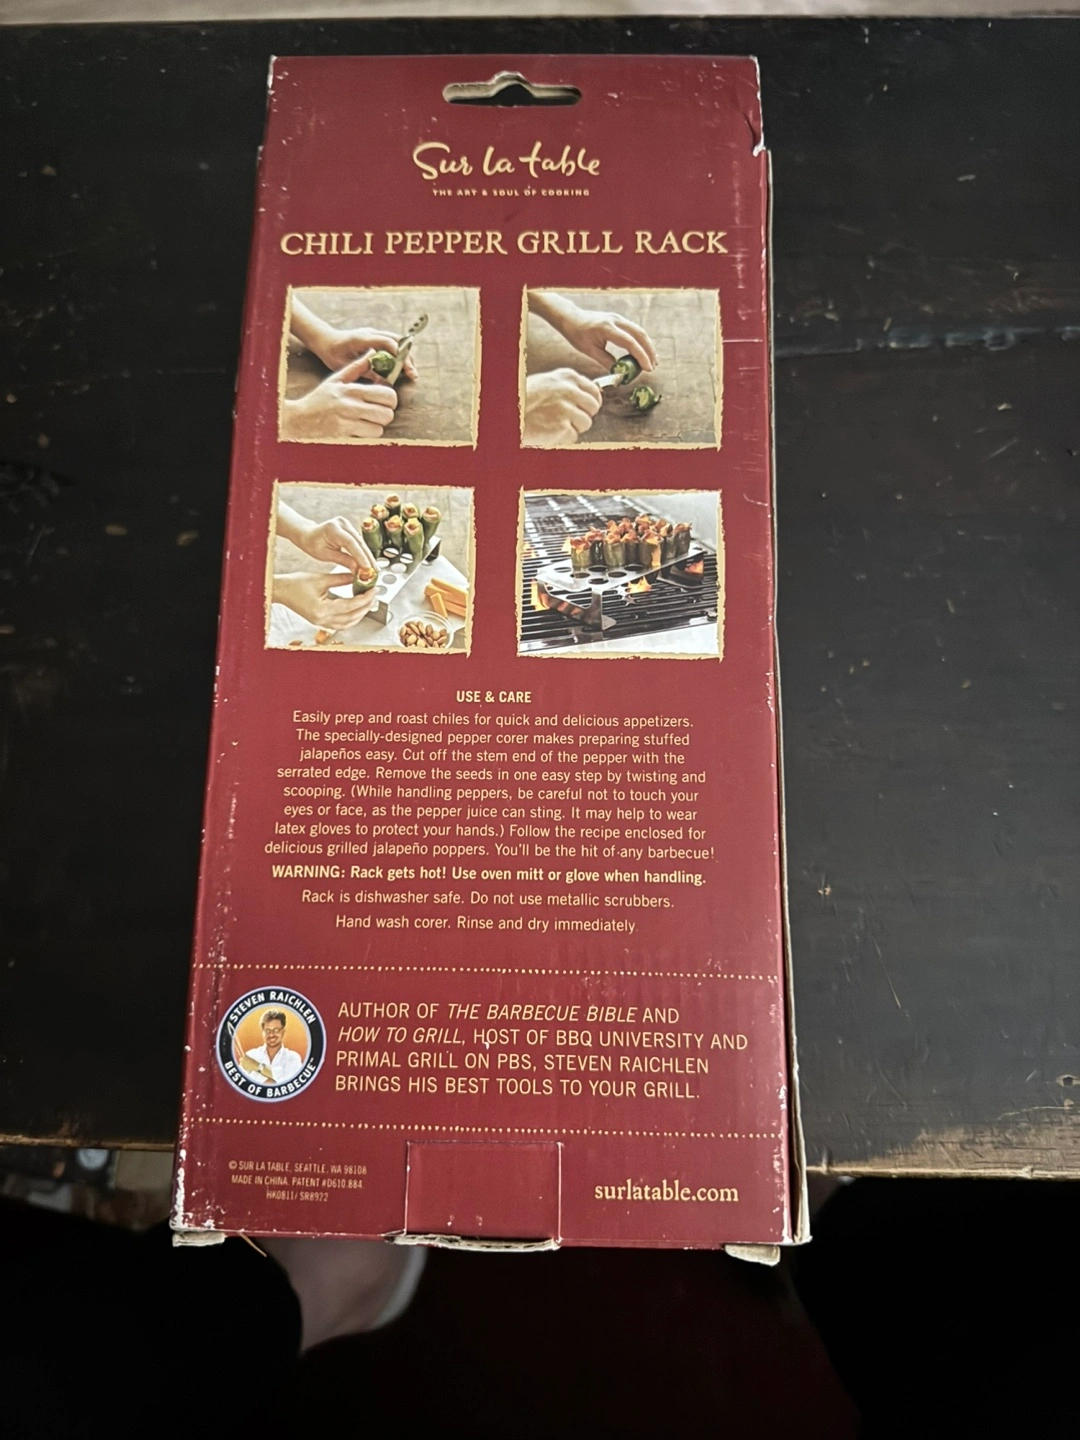 Sur la table
THE ART & SOUL OF COOKING
CHILI PEPPER GRILL RACK
USE & CARE
Easily prep and roast chiles for quick and delicious appetizers.
The specially-designed pepper corer makes preparing stuffed
jalapeños easy. Cut off the stem end of the pepper with the
serrated edge. Remove the seeds in one easy step by twisting and
scooping. (While handling peppers, be careful not to touch your
eyes or face, as the pepper juice can sting. It may help to wear
latex gloves to protect your hands.) Follow the recipe enclosed for
delicious grilled jalapeño poppers. You'll be the hit of any barbecue!
WARNING: Rack gets hot! Use oven mitt or glove when handling.
Rack is dishwasher safe. Do not use metallic scrubbers.
Hand wash corer. Rinse and dry immediately
STEVEN RAICHLEN
BEST OF BARBECUE™
AUTHOR OF THE BARBECUE BIBLE AND
HOW TO GRILL, HOST OF BBQ UNIVERSITY AND
PRIMAL GRILL ON PBS, STEVEN RAICHLEN
BRINGS HIS BEST TOOLS TO YOUR GRILL.
© SUR LA TABLE, SEATTLE, WA 98108
MADE IN CHINA. PATENT #D610,884
HK0811/ SR8922
surlatable.com